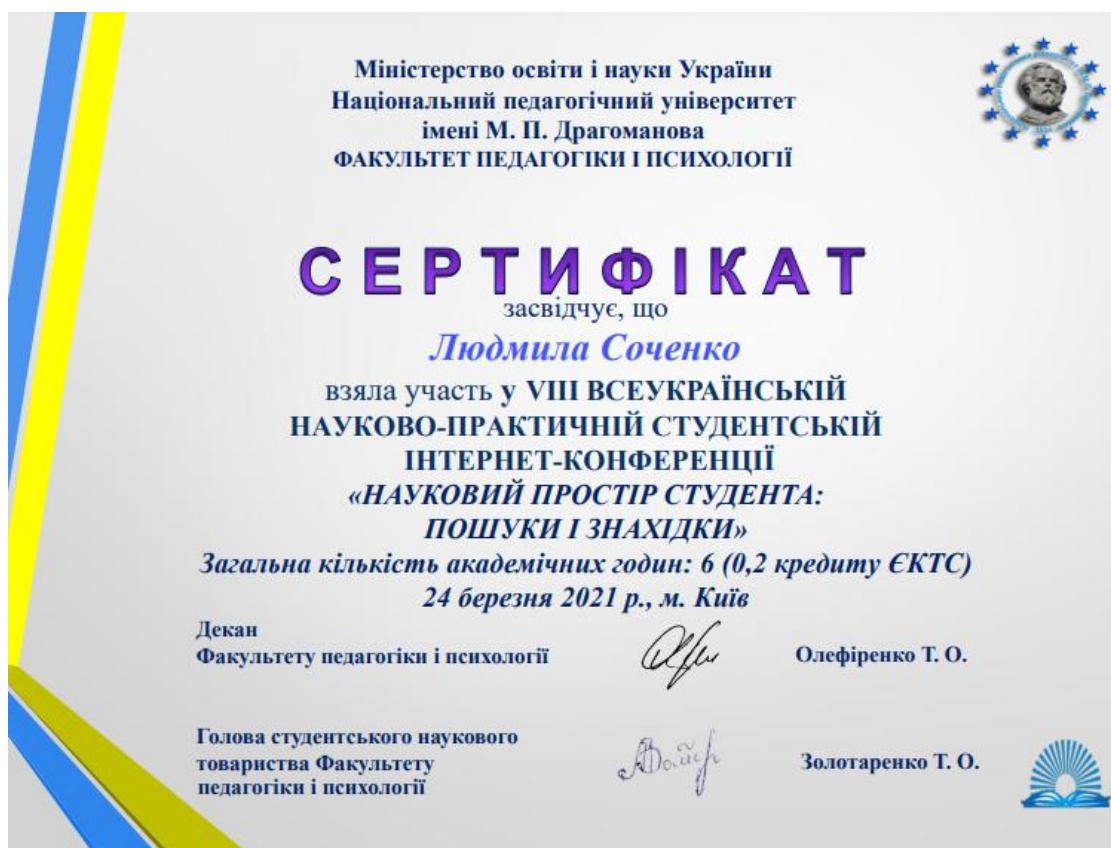 Міністерство освіти і науки України
Національний педагогічний університет
імені М. П. Драгоманова
ФАКУЛЬТЕТ ПЕДАГОГІКИ І ПСИХОЛОГІЇ
СЕРТИФІКАТ
засвідчує, що
Людмила Соченко
взяла участь у VIII ВСЕУКРАЇНСЬКІЙ
НАУКОВО-ПРАКТИЧНІЙ СТУДЕНТСЬКІЙ
ІНТЕРНЕТ-КОНФЕРЕНЦІЇ
«НАУКОВИЙ ПРОСТІР СТУДЕНТА:
ПОШУКИ І ЗНАХІДКИ»
Загальна кількість академічних годин: 6 (0,2 кредиту ЄКТС)
24 березня 2021 р., м. Київ
Декан
Факультету педагогіки і психології
Олефіренко Т. О.
Голова студентського наукового
товариства Факультету
педагогіки і психології
Золотаренко Т. О.